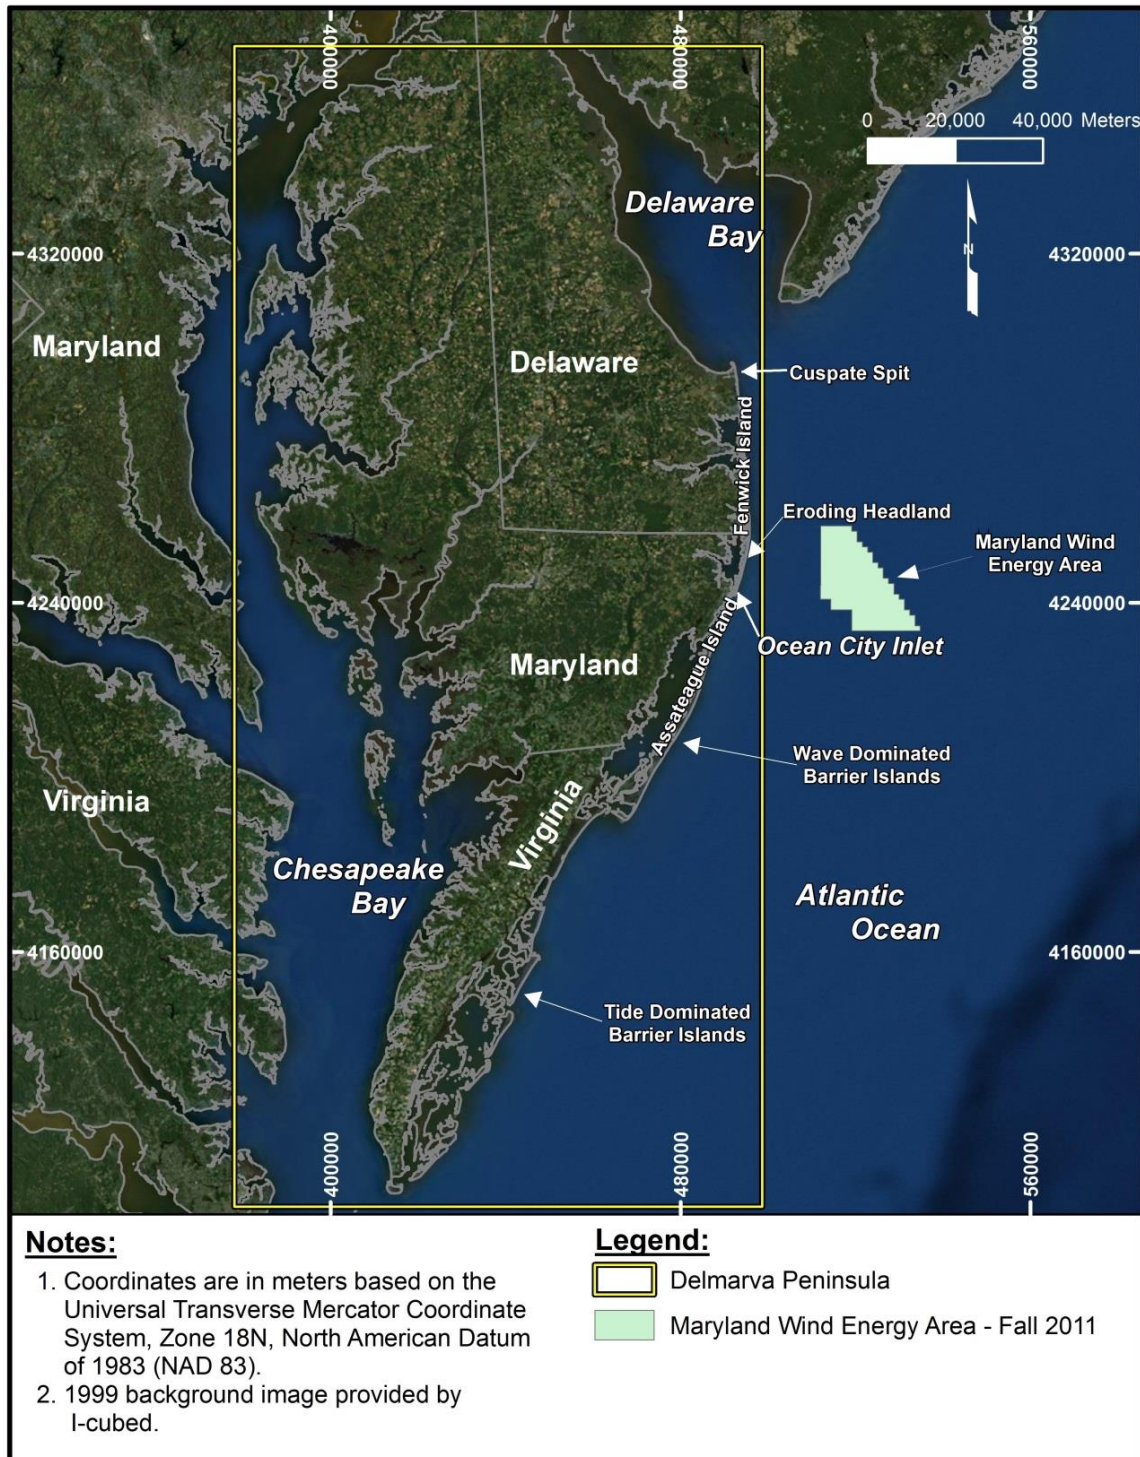 400000
480000
560000
0 20,000 40,000 Meters
Delaware
Bay
N
4320000
4320000
Maryland
Delaware
Cuspate Spit
Fenwick Island
Eroding Headland
Maryland Wind
Energy Area
4240000
4240000
Ocean City Inlet
Maryland
Assateague Island
Wave Dominated
Barrier Islands
Virginia
Virginia
Chesapeake
Bay
Atlantic
Ocean
4160000
4160000
Tide Dominated
Barrier Islands
400000
480000
560000
Notes:
1. Coordinates are in meters based on the
Universal Transverse Mercator Coordinate
System, Zone 18N, North American Datum
of 1983 (NAD 83).
2. 1999 background image provided by
I-cubed.
Legend:
Delmarva Peninsula
Maryland Wind Energy Area - Fall 2011